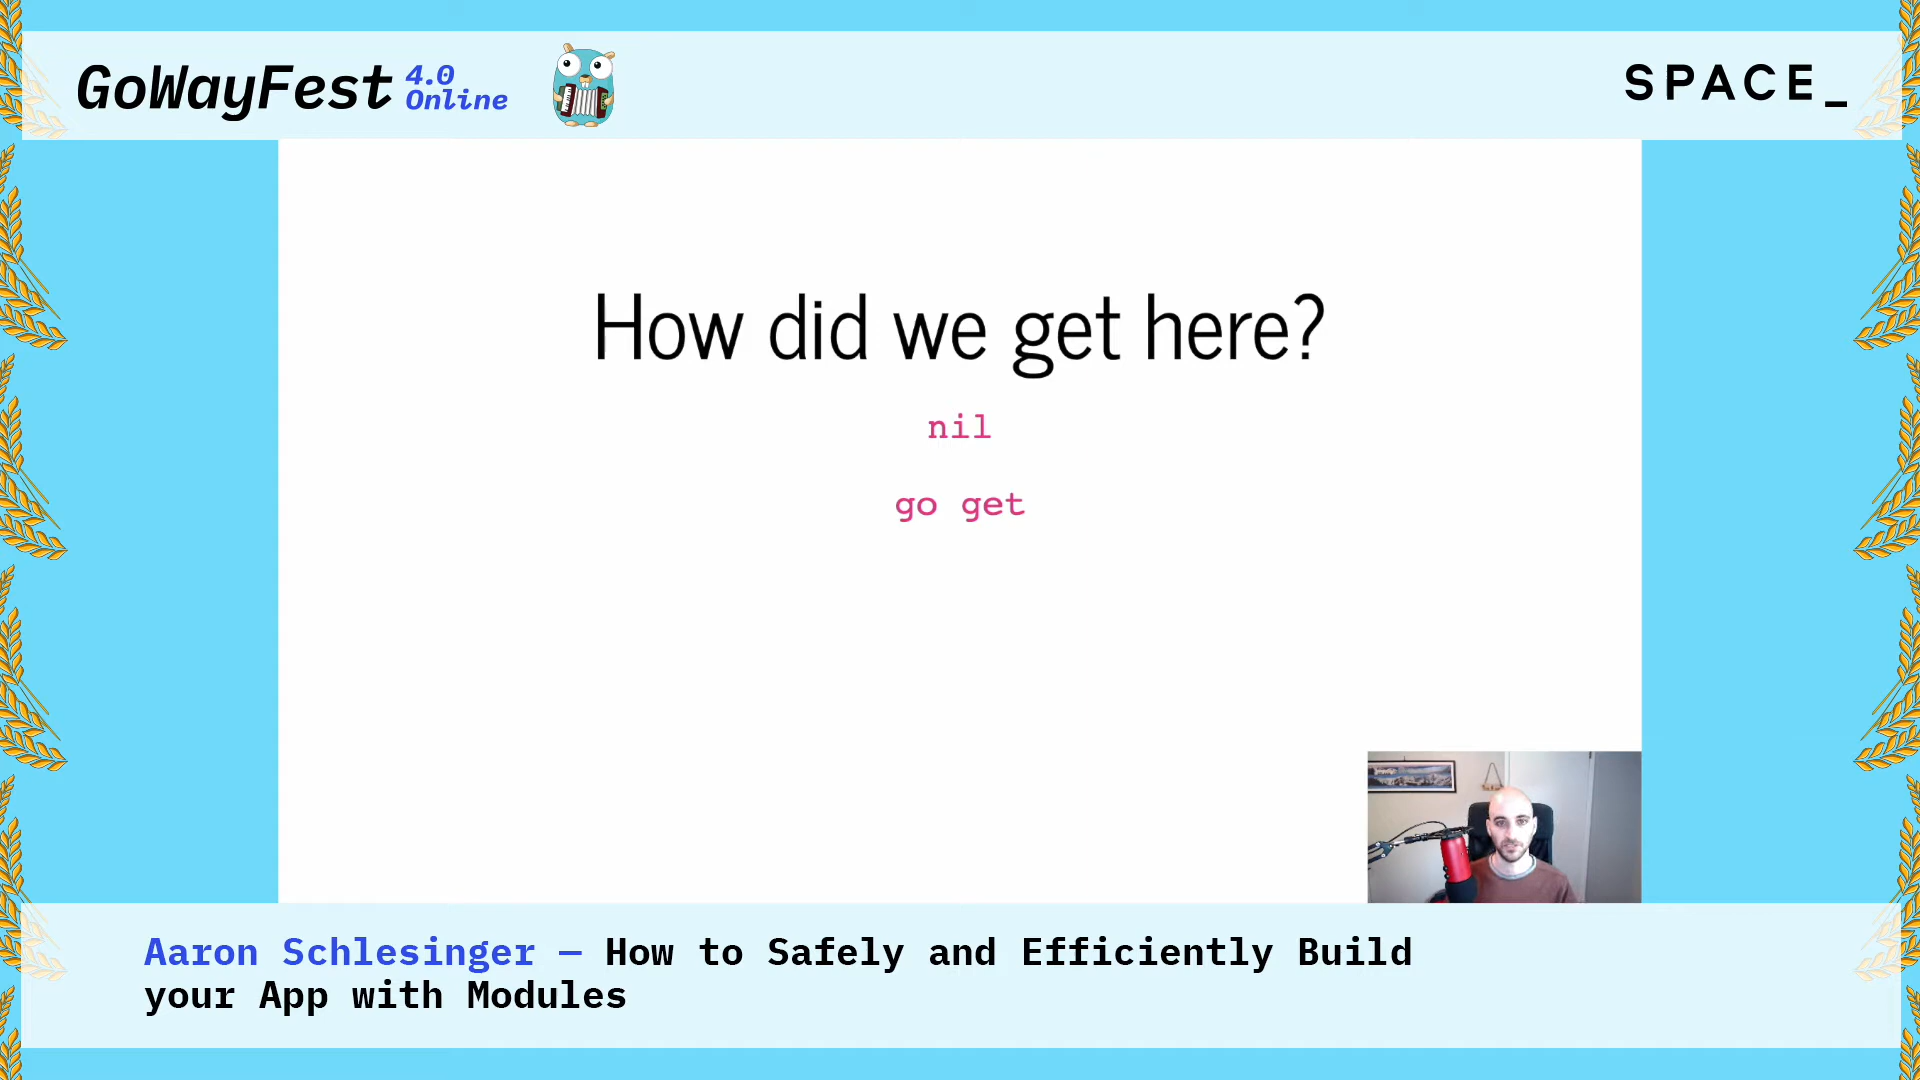 GoWayFest 4.0 Online
SPACE_
How did we get here?
nil
go get
Aaron Schlesinger — How to Safely and Efficiently Build
your App with Modules